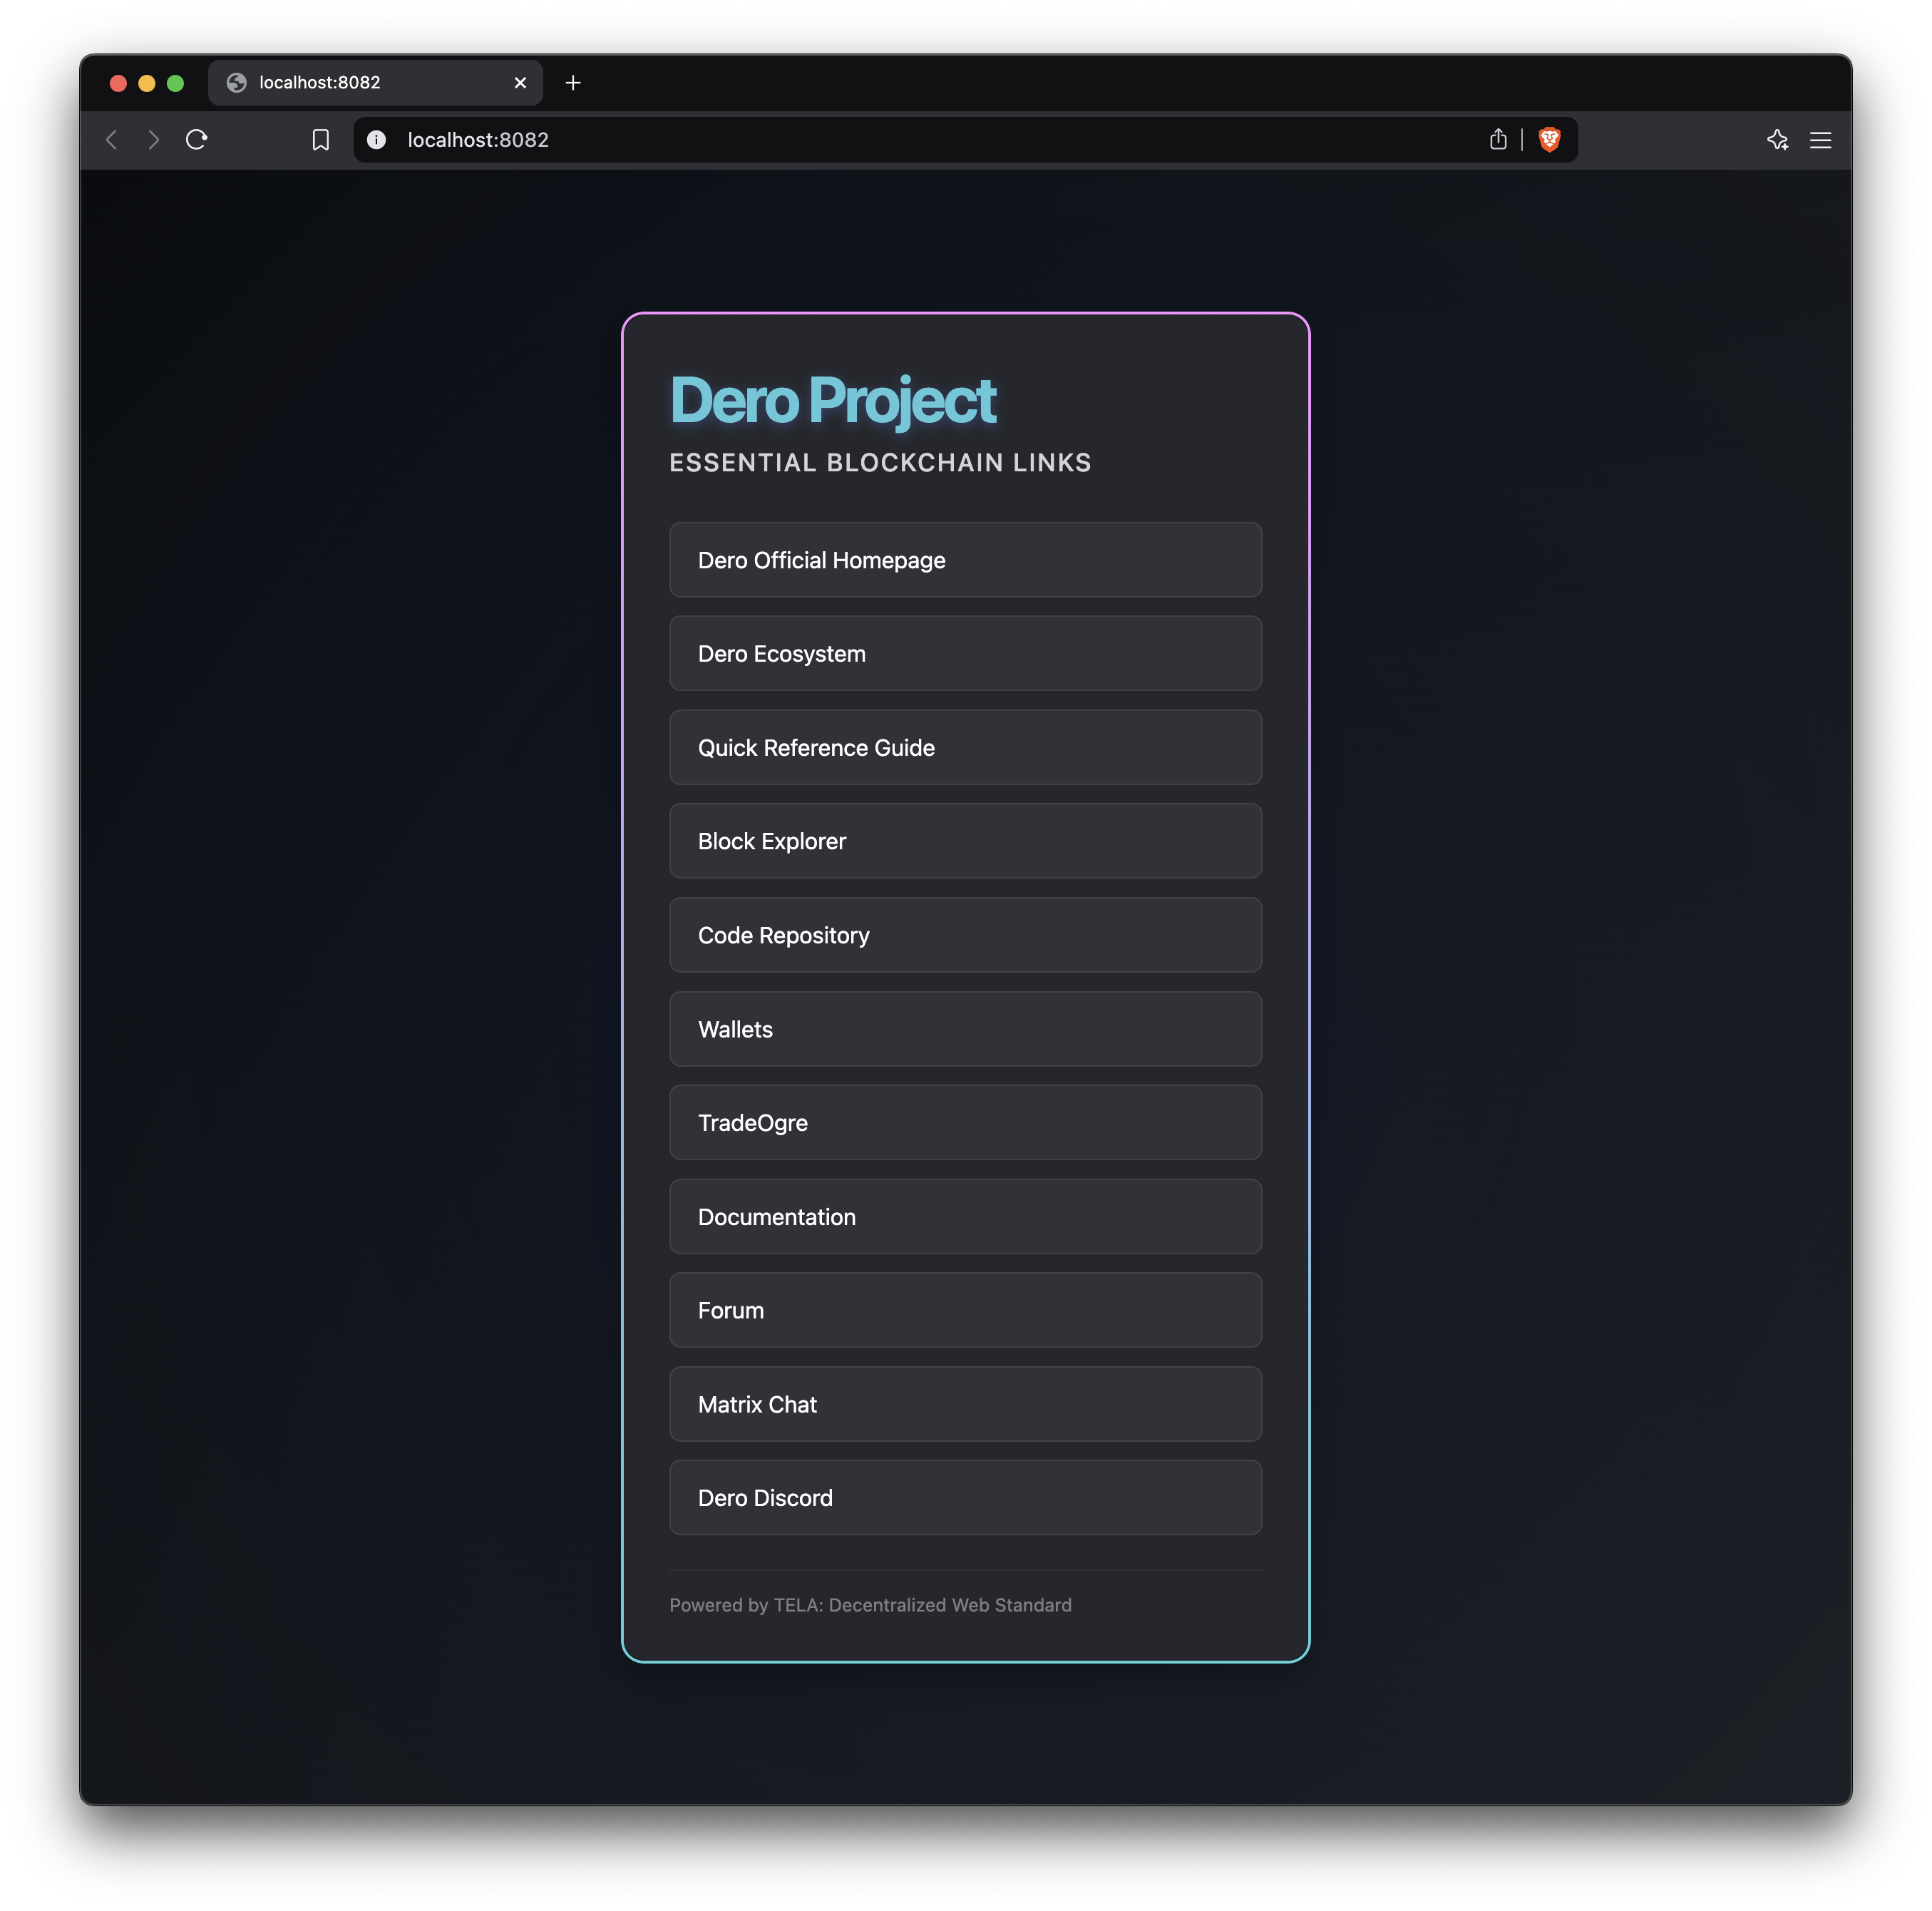 localhost:8082
localhost:8082
Dero Project
ESSENTIAL BLOCKCHAIN LINKS
Dero Official Homepage
Dero Ecosystem
Quick Reference Guide
Block Explorer
Code Repository
Wallets
TradeOgre
Documentation
Forum
Matrix Chat
Dero Discord
Powered by TELA: Decentralized Web Standard